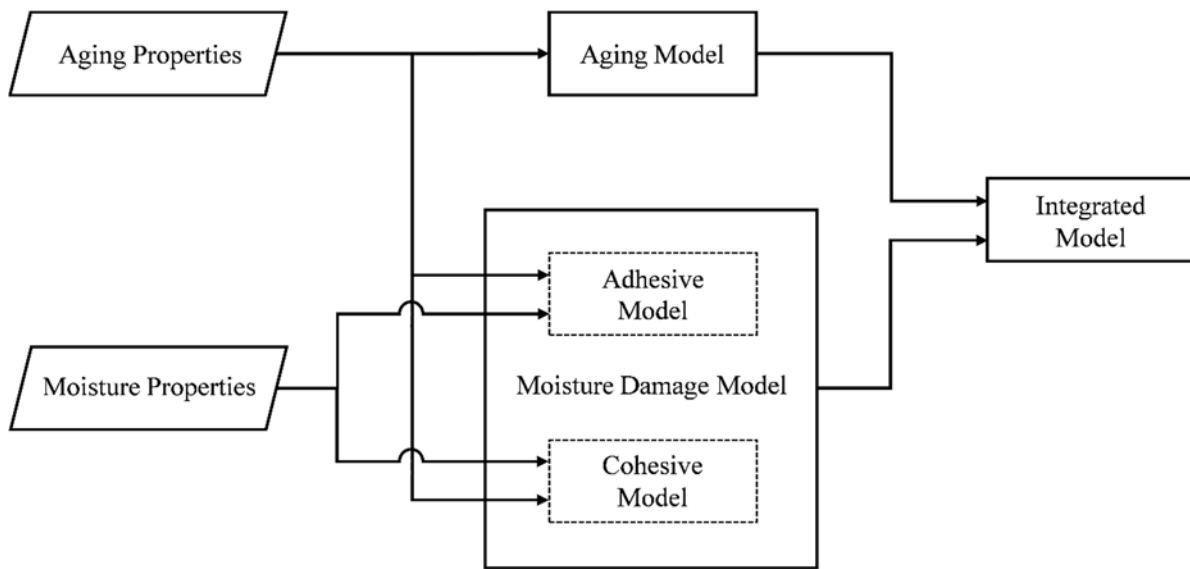 Aging Properties
Aging Model
Integrated
Model
Adhesive
Model
Moisture Properties
Moisture Damage Model
Cohesive
Model